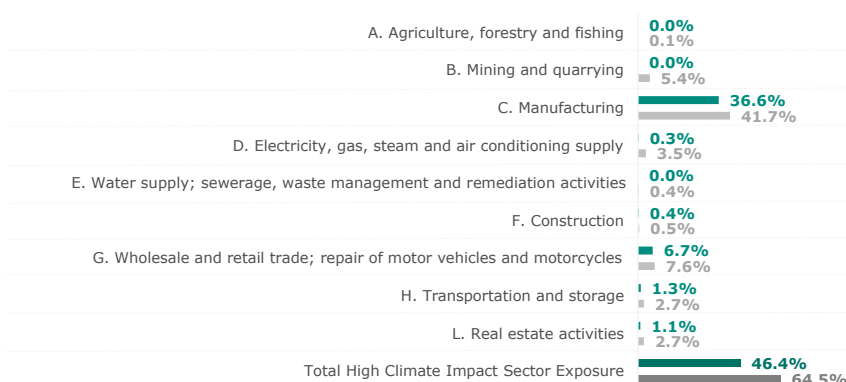 A. Agriculture, forestry and fishing
0.0%
0.1%
B. Mining and quarrying
0.0%
5.4%
C. Manufacturing
36.6%
41.7%
D. Electricity, gas, steam and air conditioning supply
0.3%
3.5%
E. Water supply; sewerage, waste management and remediation activities
0.0%
0.4%
F. Construction
0.4%
0.5%
G. Wholesale and retail trade; repair of motor vehicles and motorcycles
6.7%
7.6%
H. Transportation and storage
1.3%
2.7%
L. Real estate activities
1.1%
2.7%
Total High Climate Impact Sector Exposure
46.4%
64.5%